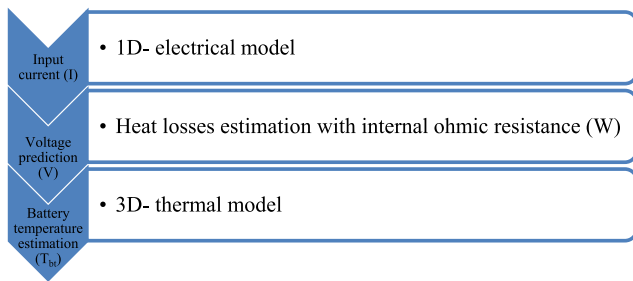 Input
current (I)
• 1D- electrical model
Voltage
prediction
(V)
• Heat losses estimation with internal ohmic resistance (W)
Battery
temperature
estimation
(Tbt)
• 3D- thermal model